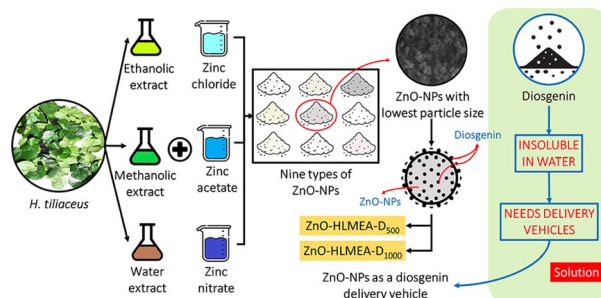 H. tiliaceus
Ethanolic
extract
Methanolic
extract
Water
extract
Zinc
chloride
Zinc
acetate
Zinc
nitrate
Nine types of
ZnO-NPs
ZnO-NPs with
lowest particle size
Diosgenin
ZnO-NPs
ZnO-HLMEA-D500
ZnO-HLMEA-D1000
ZnO-NPs as a diosgenin
delivery vehicle
Diosgenin
INSOLUBLE
IN WATER
NEEDS DELIVERY
VEHICLES
Solution